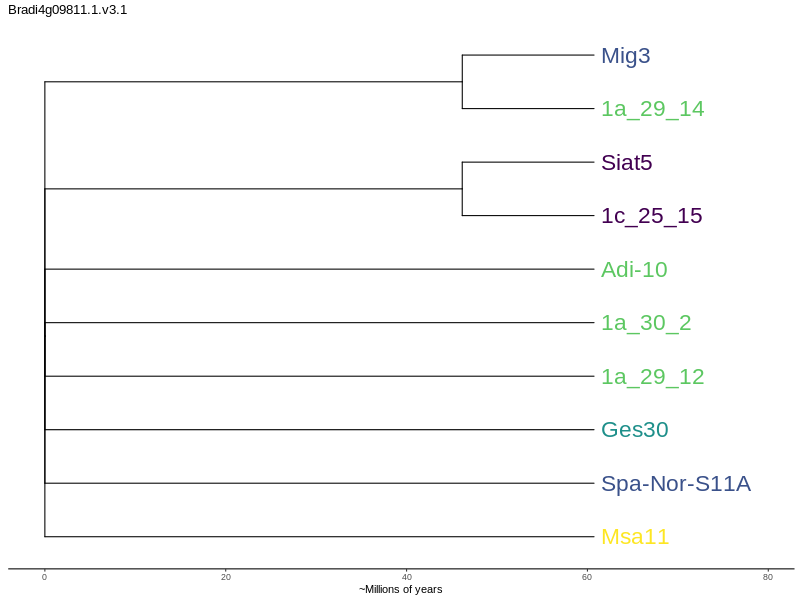 Bradi4g09811.1.v3.1
Mig3
1a_29_14
Siat5
1c_25_15
Adi-10
1a_30_2
1a_29_12
Ges30
Spa-Nor-S11A
Msa11
0 20 40 60 80
~Millions of years